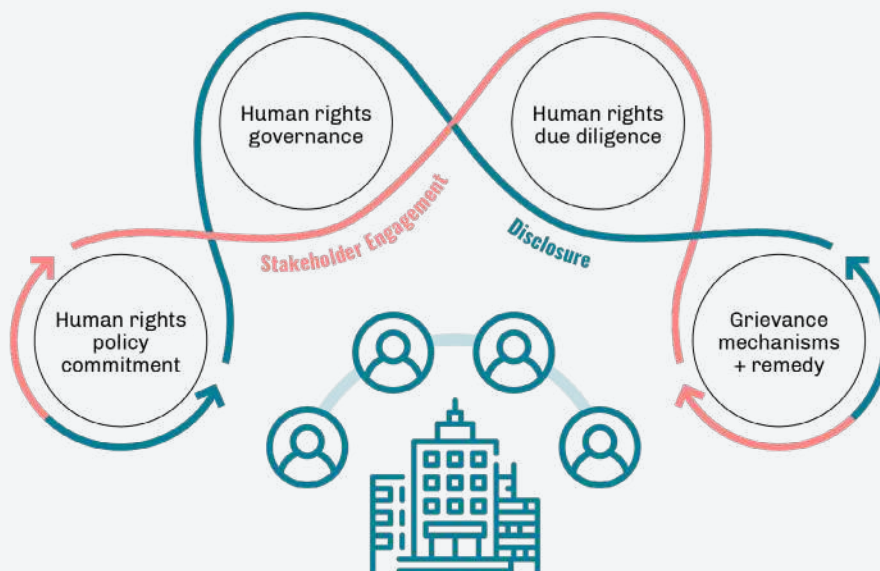 Human rights
governance
Human rights
due diligence
Stakeholder Engagement
Disclosure
Human rights
policy
commitment
Grievance
mechanisms
+ remedy